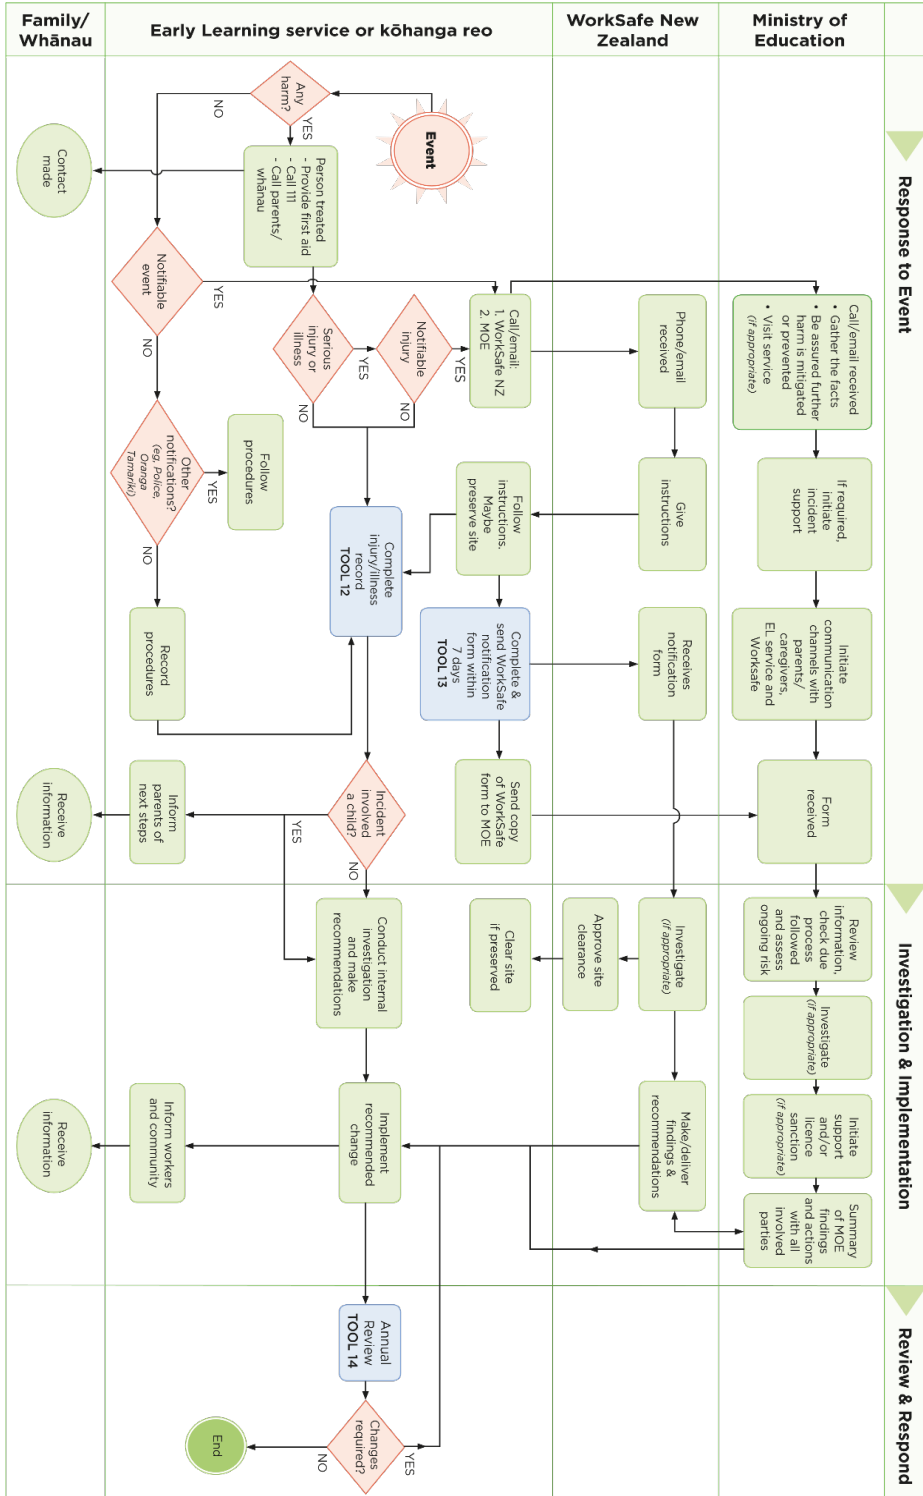 Family/
Whānau
Early Learning service or kōhanga reo
WorkSafe New
Zealand
Ministry of
Education
Response to Event
Event
Any
harm?
NO
YES
Person treated
- Provide first aid
- Call 111
- Call parents/
whānau
Contact
made
Notifiable
event
YES
NO
Serious
injury or
illness
YES
NO
Notifiable
injury
YES
NO
Call/email:
1. WorkSafe NZ
2. MOE
Phone/email
received
Call/email received
• Gather the facts
• Be assured further
harm is mitigated
or prevented
• Visit service
(if appropriate)
Other
notifications?
(eg, Police,
Oranga
Tamariki)
YES
NO
Follow
procedures
Follow
instructions.
Maybe
preserve site
Give
instructions
If required,
initiate
incident
support
Complete
injury/illness
record
TOOL 12
Record
procedures
Complete &
send WorkSafe
notification
form within
7 days
TOOL 13
Receives
notification
form
Initiate
communication
channels with
parents/
caregivers,
EL service and
Worksafe
Incident
involved
a child?
YES
NO
Inform
parents of
next steps
Receive
information
Send copy
of WorkSafe
form to MOE
Form
received
Investigation & Implementation
Conduct internal
investigation
and make
recommendations
Clear site
if preserved
Approve site
clearance
Investigate
(if appropriate)
Review
information,
check due
process
followed
and assess
ongoing risk
Investigate
(if appropriate)
Implement
recommended
change
Inform workers
and community
Receive
information
Make/deliver
findings &
recommendations
Initiate
support
and/or
licence
sanction
(if appropriate)
Summary
of MOE
findings
and actions
with all
involved
parties
Review & Respond
Annual
Review
TOOL 14
Changes
required?
YES
NO
End